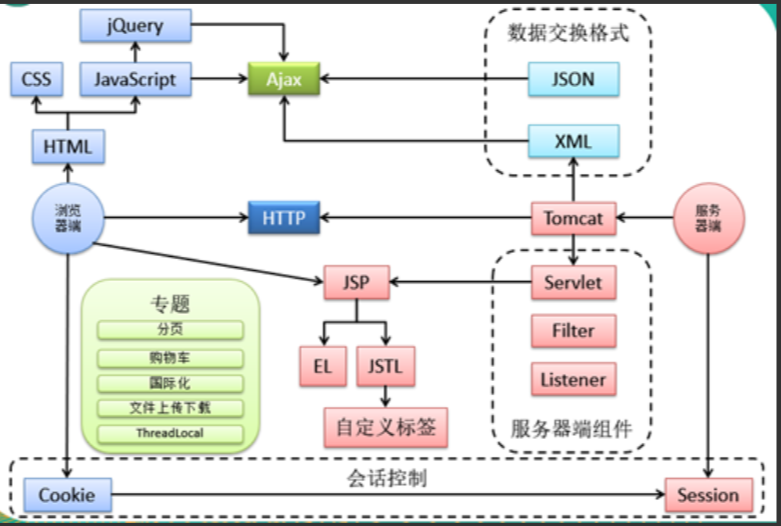 jQuery
数据交换格式
CSS
JavaScript
Ajax
JSON
HTML
XML
浏览
器端
HTTP
Tomcat
服务
器端
JSP
Servlet
专题
分页
购物车
国际化
文件上传下载
ThreadLocal
EL
JSTL
自定义标签
Filter
Listener
服务器端组件
会话控制
Cookie
Session